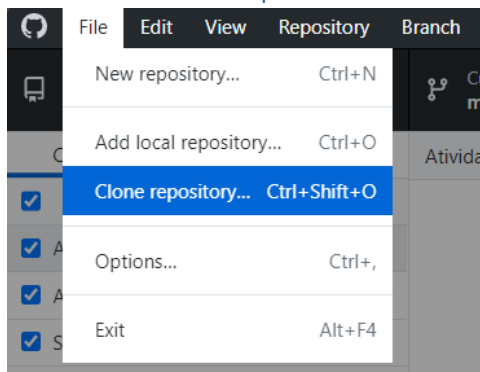 File Edit View Repository Branch
New repository... Ctrl+N
Add local repository... Ctrl+O
Clone repository... Ctrl+Shift+O
Options... Ctrl+,
Exit Alt+F4